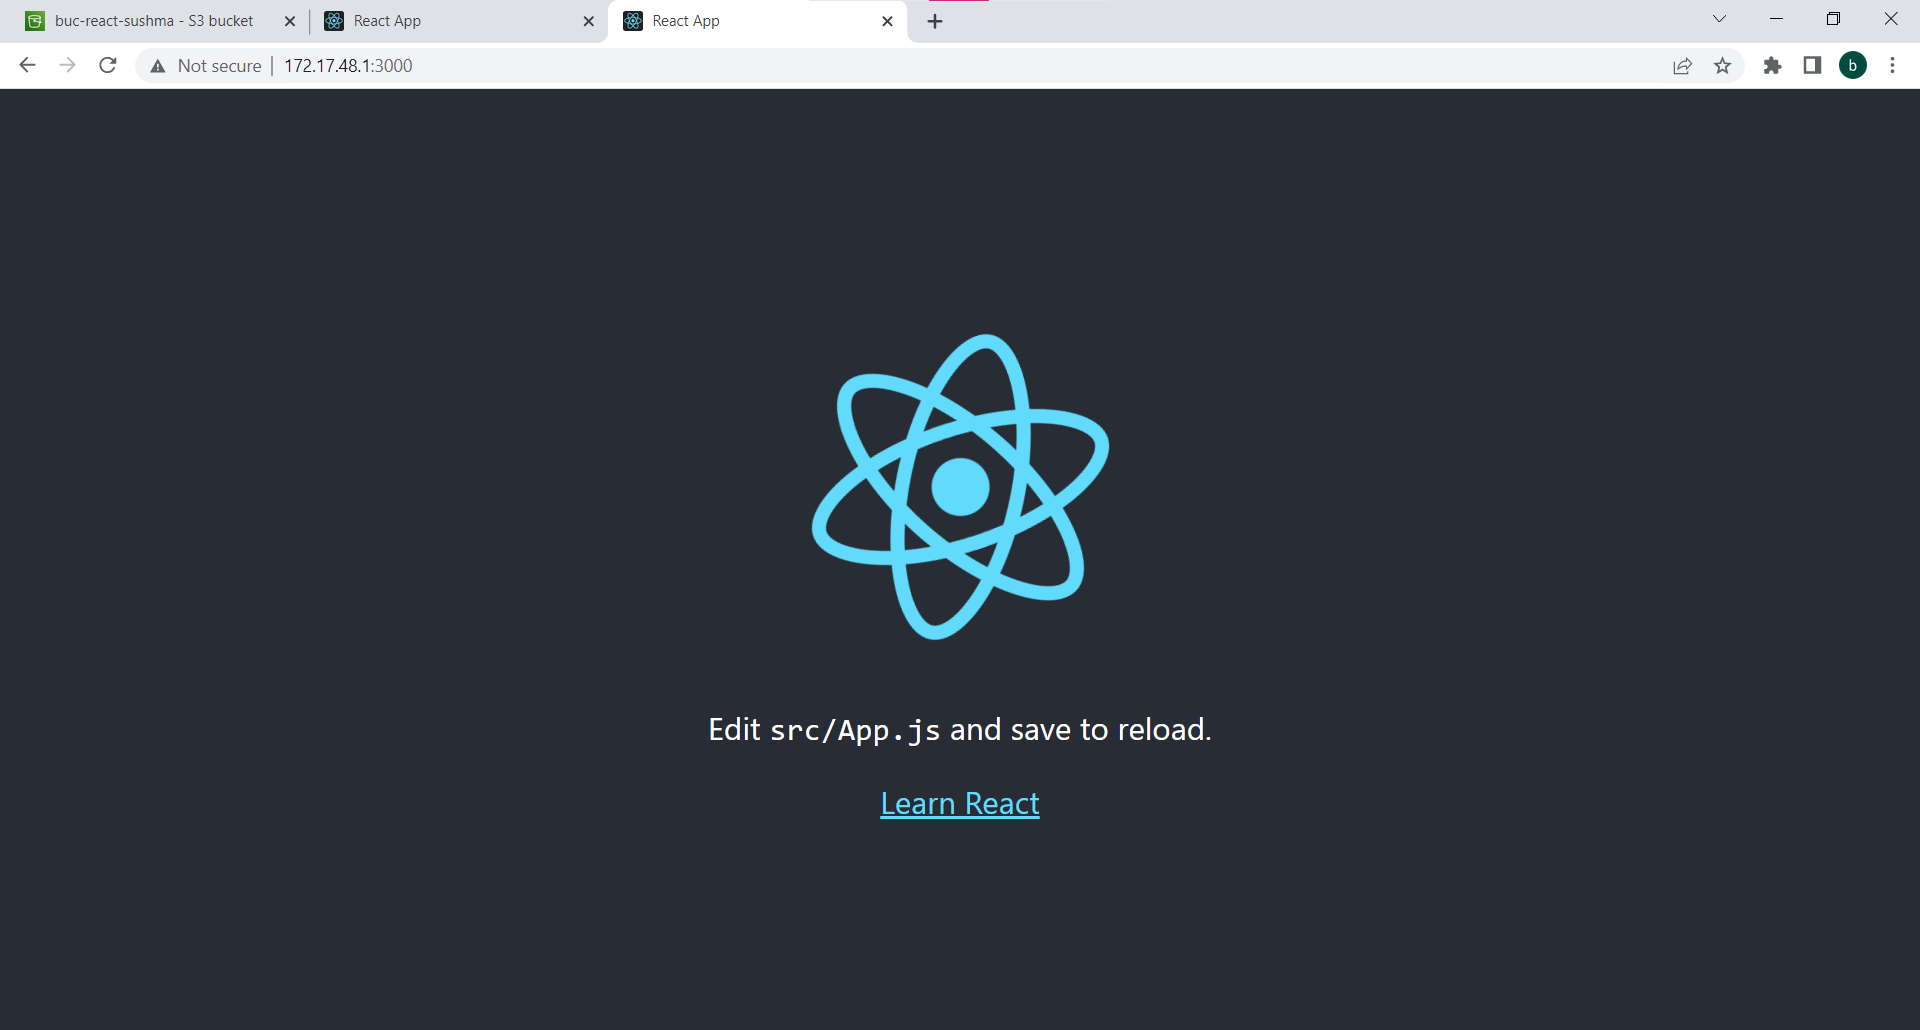 buc-react-sushma - S3 bucket
React App
React App
Not secure
172.17.48.1:3000
b
Edit src/App.js and save to reload.
Learn React